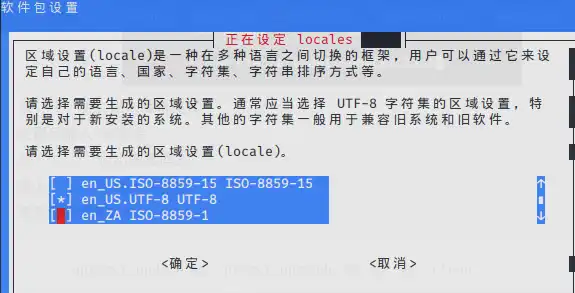 软件包设置
正在设定 locales
区域设置(locale)是一种在多种语言之间切换的框架，用户可以通过它来设
定自己的语言、国家、字符集、字符串排序方式等。
请选择需要生成的区域设置。通常应当选择 UTF-8 字符集的区域设置，特
别是对于新安装的系统。其他的字符集一般用于兼容旧系统和旧软件。
请选择需要生成的区域设置(locale)。
[ ] en_US.ISO-8859-15 ISO-8859-15
[*] en_US.UTF-8 UTF-8
[ ] en_ZA ISO-8859-1
<确定> <取消>